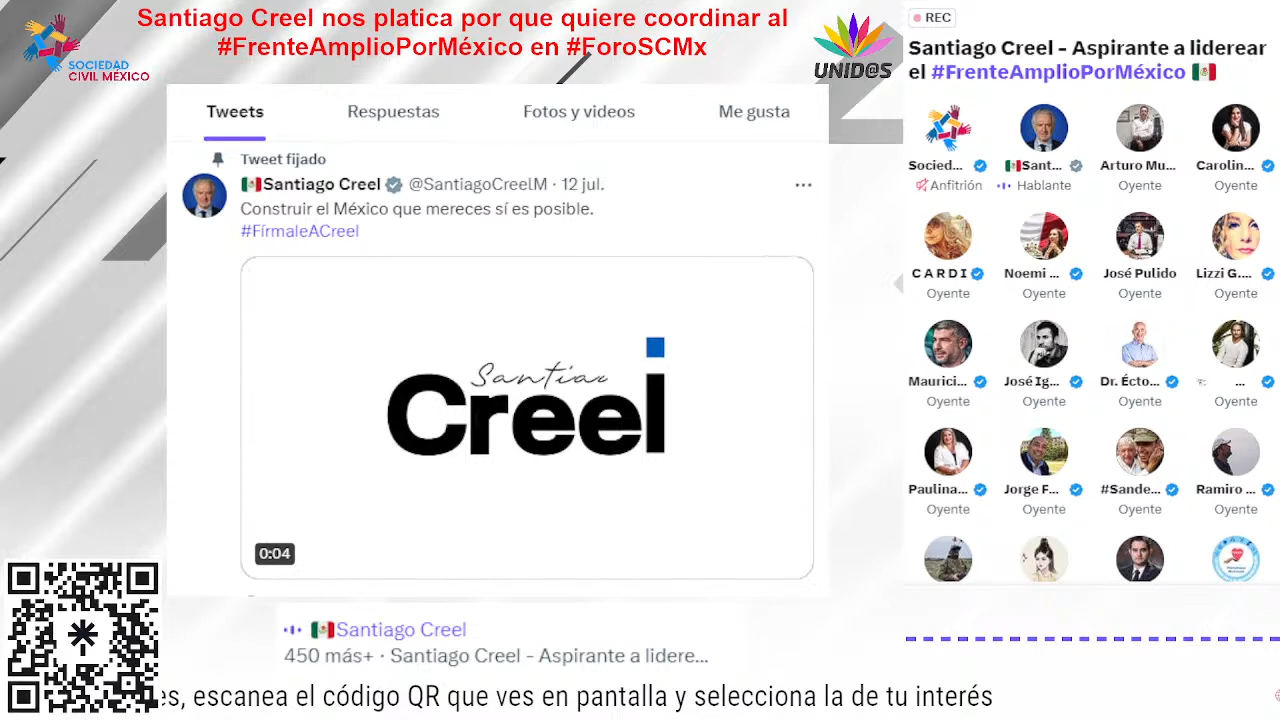 Santiago Creel nos platica por que quiere coordinar al
#FrenteAmplioPorMéxico en #ForoSCMx
SOCIEDAD
CIVIL MÉXICO
UNID@S
Tweets Respuestas Fotos y videos Me gusta
Tweet fijado
Santiago Creel @SantiagoCreelM · 12 jul.
Construir el México que mereces sí es posible.
#FírmaleACreel
Santiago
Creel
0:04
Santiago Creel
450 más+ · Santiago Creel - Aspirante a lidere...
es, escanea el código QR que ves en pantalla y selecciona la de tu interés
REC
Santiago Creel - Aspirante a liderear
el #FrenteAmplioPorMéxico
Socied... Sant... Arturo Mu... Carolin...
Anfitrión Hablante Oyente Oyente
C A R D I Noemi ... José Pulido Lizzi G....
Oyente Oyente Oyente Oyente
Maurici... José Ig... Dr. Écto... ...
Oyente Oyente Oyente Oyente
Paulina... Jorge F... #Sande... Ramiro ...
Oyente Oyente Oyente Oyente